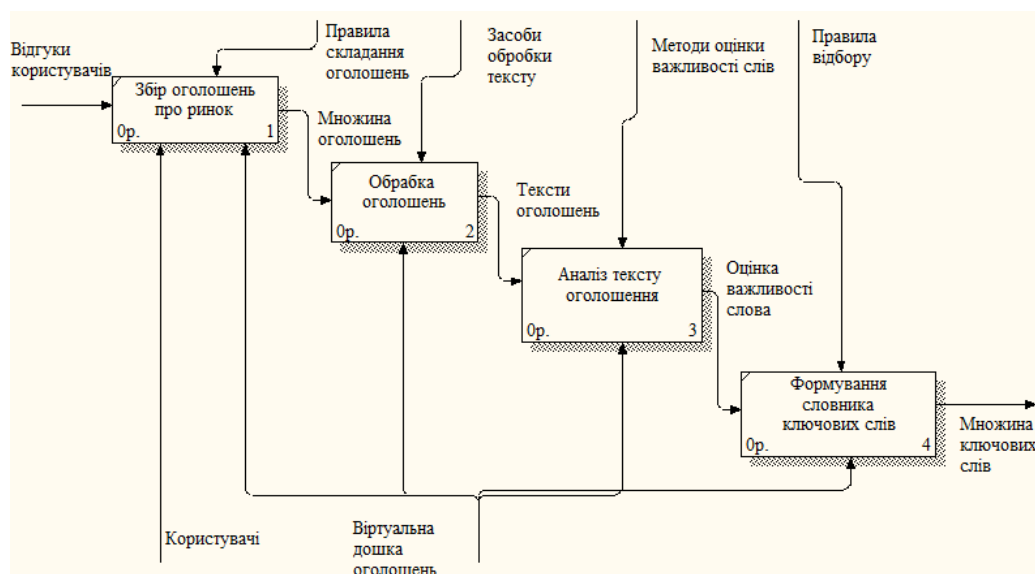 Відгуки
користувачів
Правила
складання
оголошень
Засоби
обробки
тексту
Методи оцінки
важливості слів
Правила
відбору
Збір оголошень
про ринок
0р.
1
Множина
оголошень
Обрабка
оголошень
0р.
2
Тексти
оголошень
Аналіз тексту
оголошення
0р.
3
Оцінка
важливості
слова
Формування
словника
ключових слів
0р.
4
Множина
ключових
слів
Користувачі
Віртуальна
дошка
оголошень